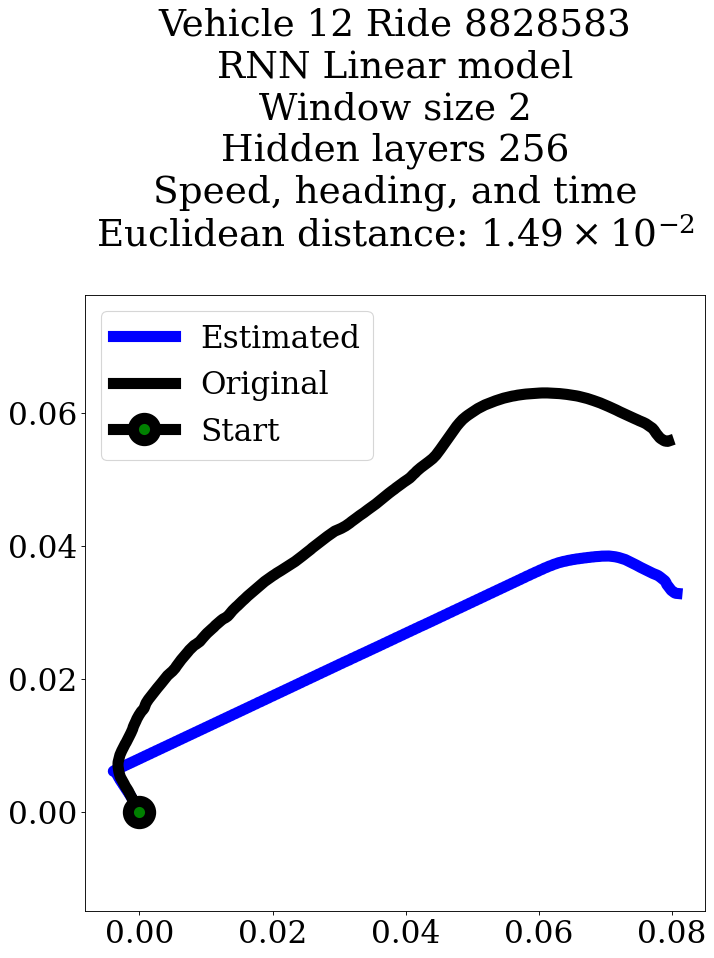 Vehicle 12 Ride 8828583
RNN Linear model
Window size 2
Hidden layers 256
Speed, heading, and time
Euclidean distance: 1.49 × 10⁻²
Estimated
Original
Start
0.06
0.04
0.02
0.00
0.00 0.02 0.04 0.06 0.08